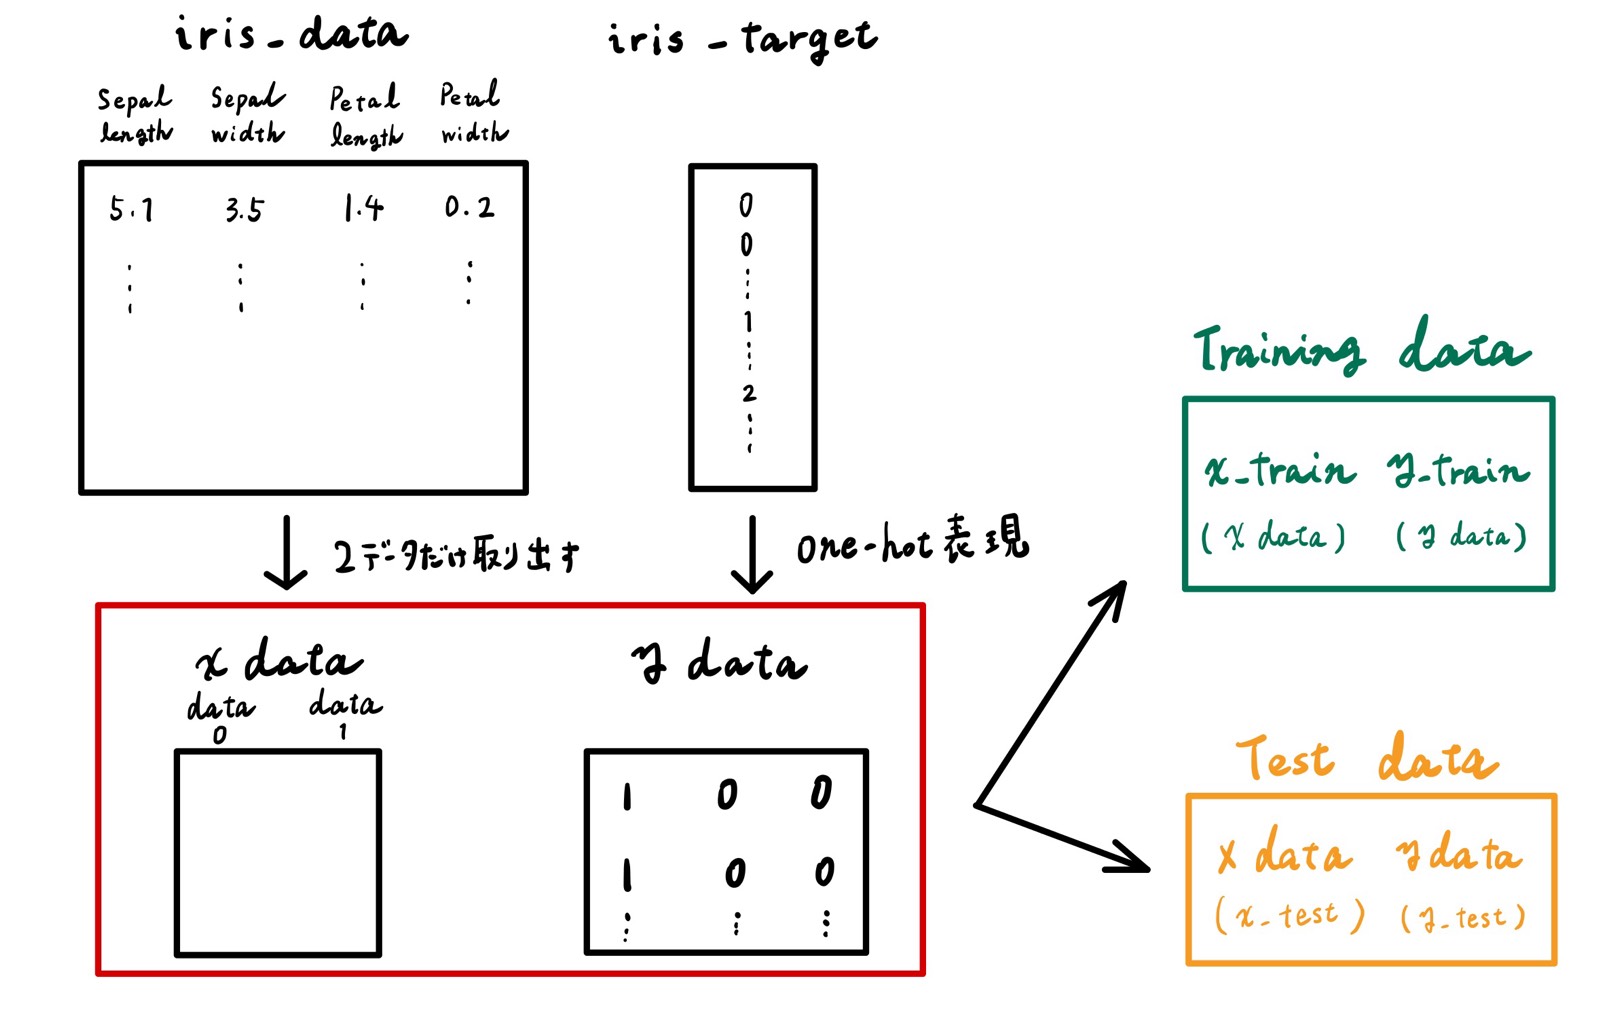 iris_data
Sepal length
Sepal width
Petal length
Petal width
5.1 3.5 1.4 0.2
iris_target
0
0
1
2
2データだけ取り出す
one-hot 表現
x data
data 0
data 1
y data
1 0 0
1 0 0
Training data
x_train y_train
(x data) (y data)
Test data
x data y data
(x_test) (y_test)